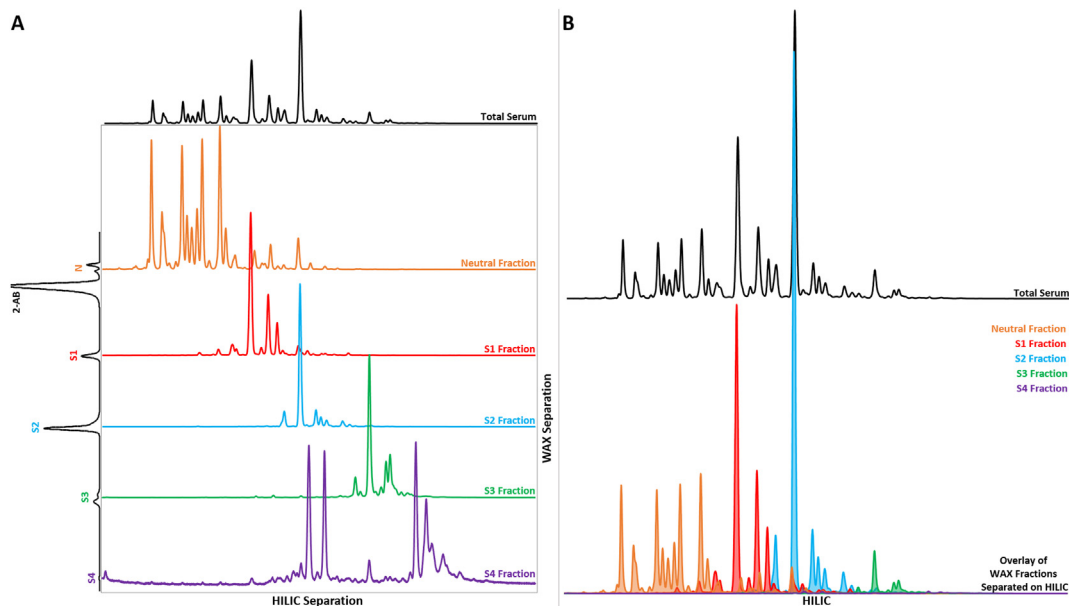 A
Total Serum
Neutral Fraction
S1 Fraction
S2 Fraction
S3 Fraction
S4 Fraction
HILIC Separation
N
2-AB
S1
S2
S3
S4
WAX Separation
B
Total Serum
Neutral Fraction
S1 Fraction
S2 Fraction
S3 Fraction
S4 Fraction
Overlay of
WAX Fractions
Separated on HILIC
HILIC